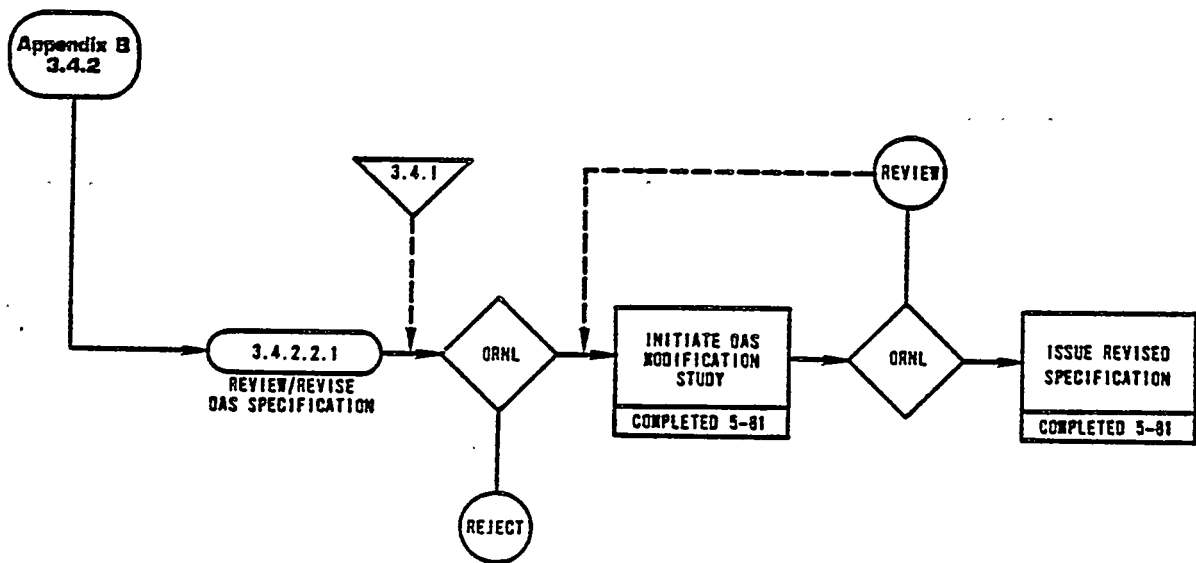 Appendix B
3.4.2
3.4.1
REVIEW
3.4.2.2.1
REVIEW/REVISE
DAS SPECIFICATION
ORNL
REJECT
INITIATE DAS
MODIFICATION
STUDY
COMPLETED 5-81
ORNL
ISSUE REVISED
SPECIFICATION
COMPLETED 5-81